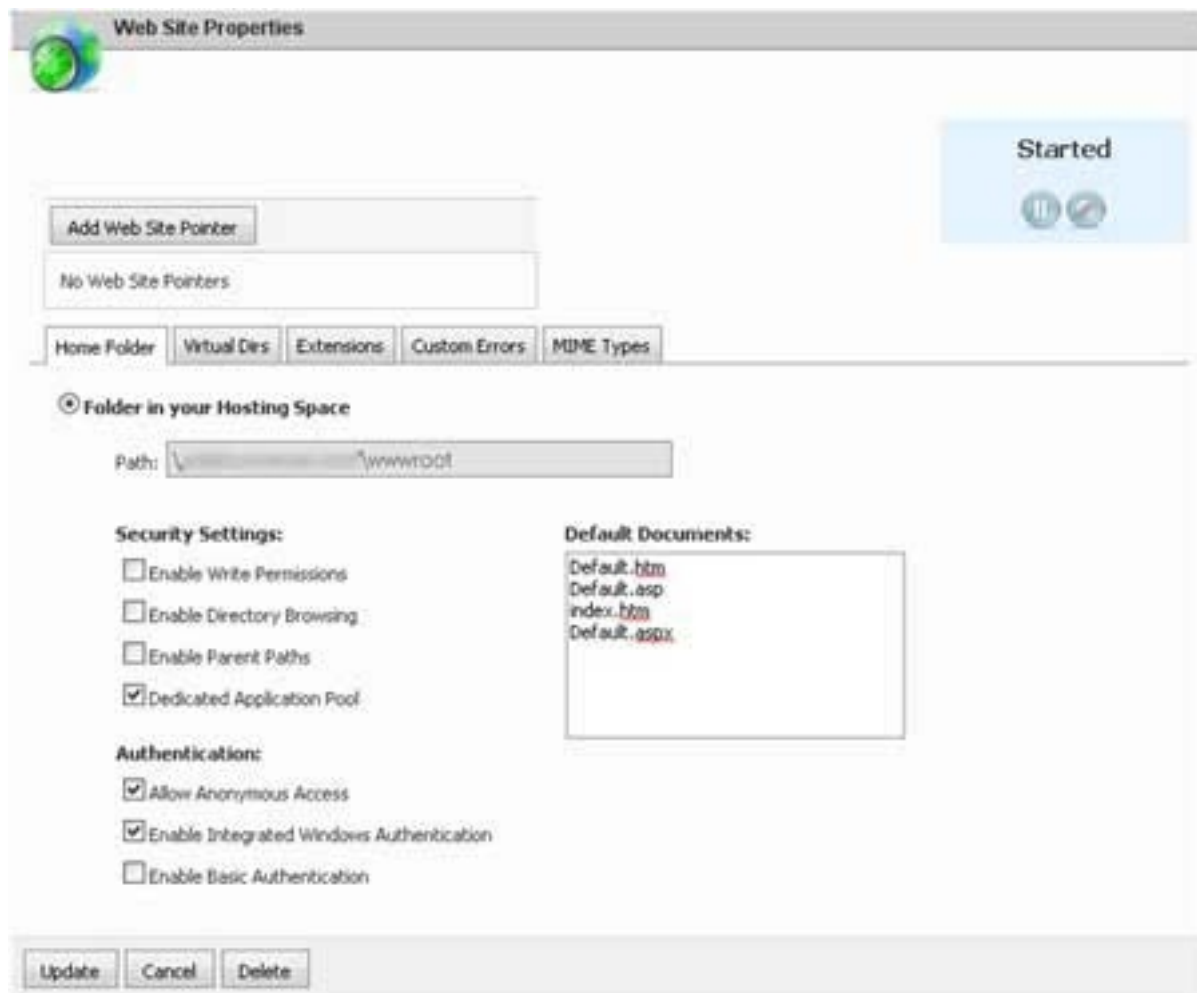 Web Site Properties
Started
Add Web Site Pointer
No Web Site Pointers
Home Folder Virtual Dirs Extensions Custom Errors MIME Types
Folder in your Hosting Space
Path: \ \wwwroot
Security Settings:
Enable Write Permissions
Enable Directory Browsing
Enable Parent Paths
Dedicated Application Pool
Default Documents:
Default.htm
Default.asp
index.htm
Default.aspx
Authentication:
Allow Anonymous Access
Enable Integrated Windows Authentication
Enable Basic Authentication
Update Cancel Delete